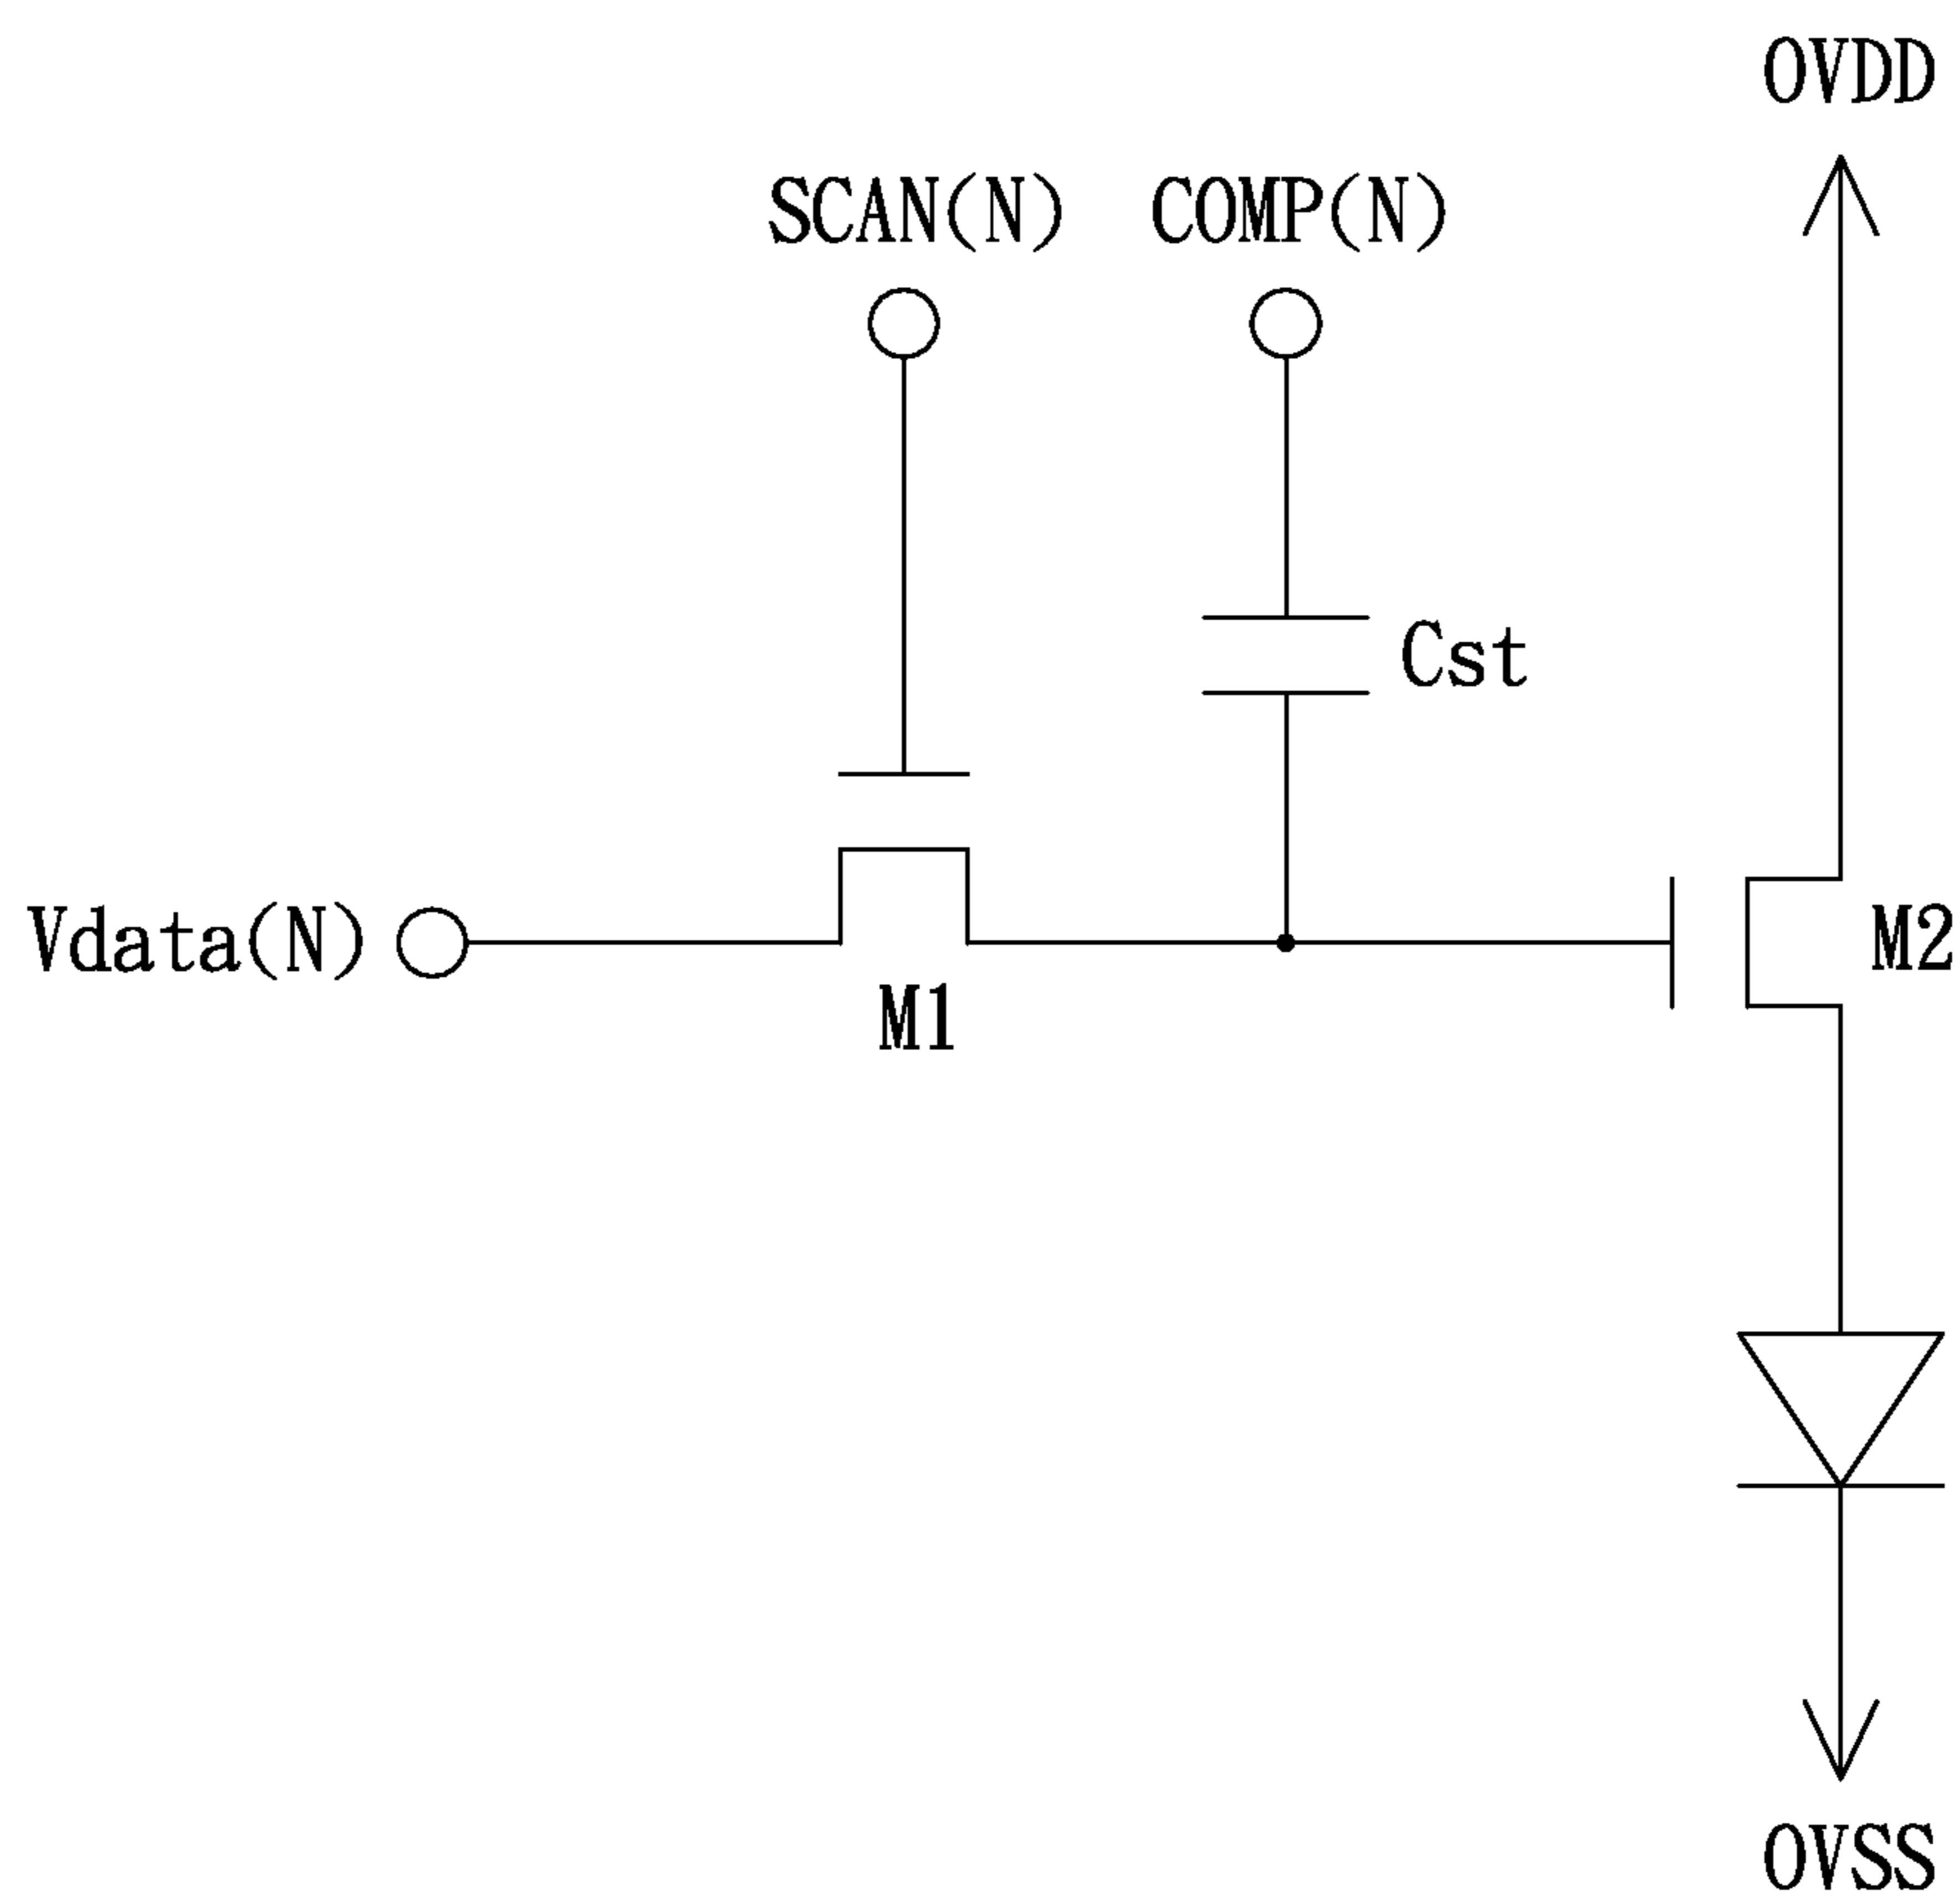 OVDD
SCAN(N) COMP(N)
Cst
Vdata(N)
M2
M1
OVSS